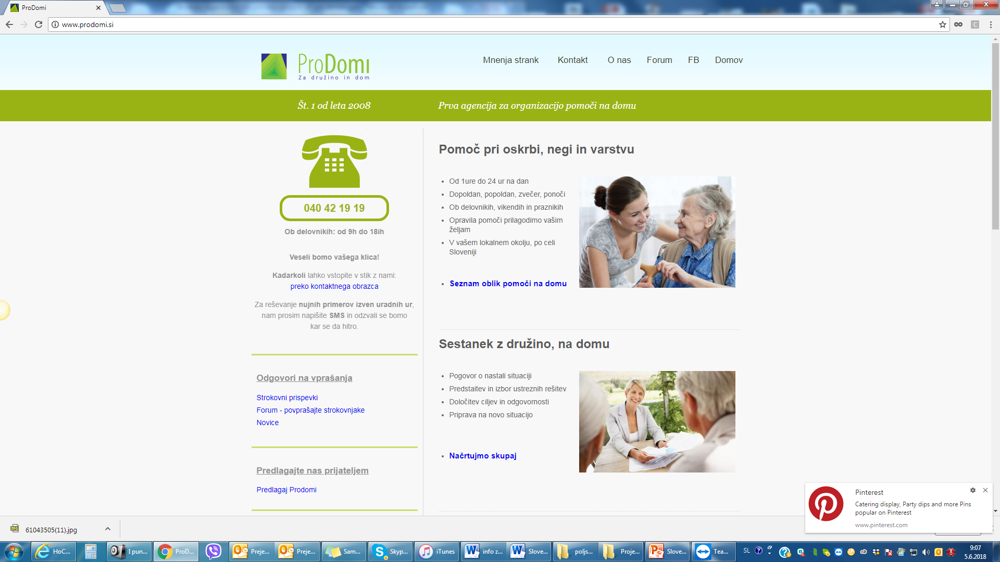 ProDomi
www.prodomi.si
ProDomi
Za družino in dom
Mnenja strank
Kontakt
O nas
Forum
FB
Domov
Št. 1 od leta 2008
Prva agencija za organizacijo pomoči na domu
040 42 19 19
Ob delovnikih: od 9h do 18ih
Veseli bomo vašega klica!
Kadarkoli lahko vstopite v stik z nami:
preko kontaktnega obrazca
Za reševanje nujnih primerov izven uradnih ur,
nam prosim napišite SMS in odzvali se bomo
kar se da hitro.
Odgovori na vprašanja
Strokovni prispevki
Forum - povprašajte strokovnjake
Novice
Predlagajte nas prijateljem
Predlagaj Prodomi
Pomoč pri oskrbi, negi in varstvu
Od 1ure do 24 ur na dan
Dopoldan, popoldan, zvečer, ponoči
Ob delovnikih, vikendih in praznikih
Opravila pomoči prilagodimo vašim
željam
V vašem lokalnem okolju, po celi
Sloveniji
Seznam oblik pomoči na domu
Sestanek z družino, na domu
Pogovor o nastali situaciji
Predstaitev in izbor ustreznih rešitev
Določitev ciljev in odgovornosti
Priprava na novo situacijo
Načrtujmo skupaj
Pinterest
Catering display, Party dips and more Pins
popular on Pinterest
www.pinterest.com
61043505(11).jpg
HoC...
I pun...
ProD...
Preje...
Preje...
Sam...
Skyp...
iTunes
info z...
Slove...
poljs...
Proje...
Slove...
Tea...
SL
9:07
5.6.2018